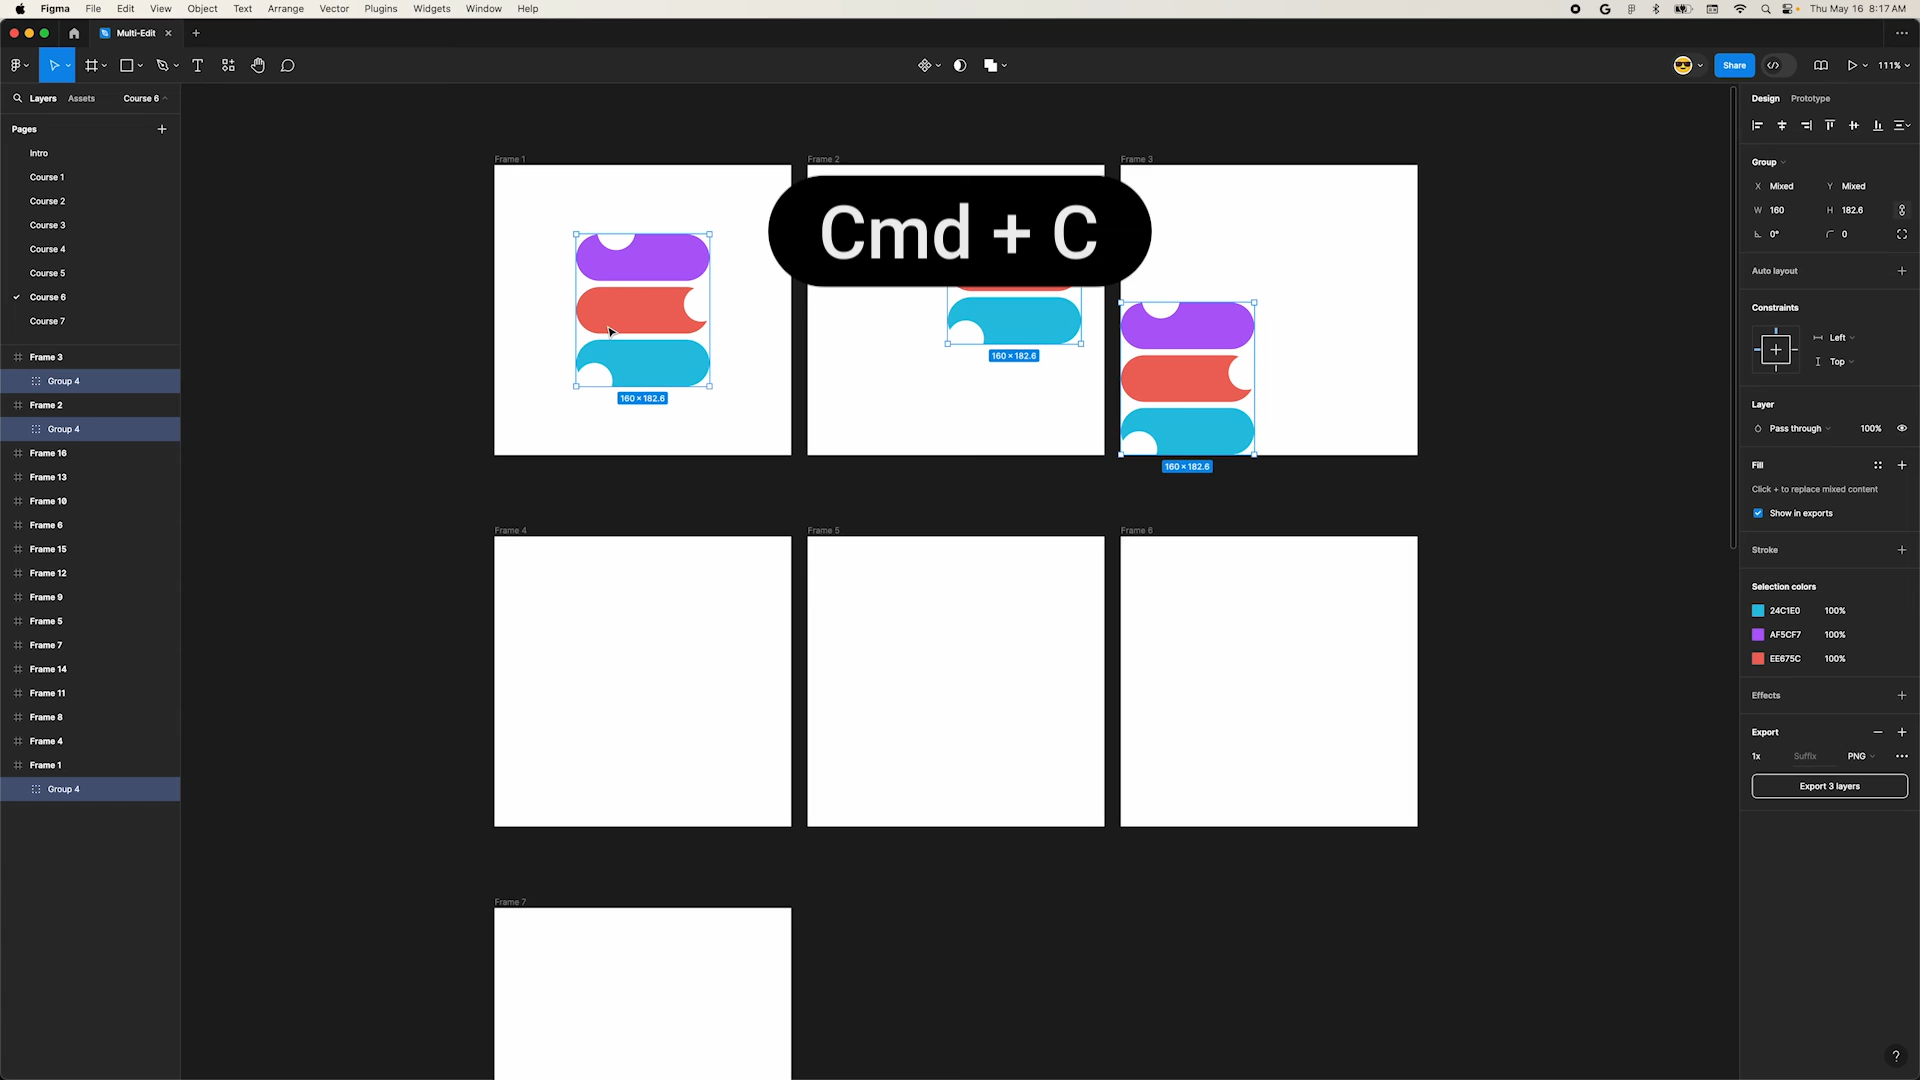 Figma File Edit View Object Text Arrange Vector Plugins Widgets Window Help
Thu May 16 8:17 AM
Multi-Edit
Share
111%
Layers Assets Course 6
Pages
Intro
Course 1
Course 2
Course 3
Course 4
Course 5
Course 6
Course 7
Frame 3
Group 4
Frame 2
Group 4
Frame 16
Frame 13
Frame 10
Frame 6
Frame 15
Frame 12
Frame 9
Frame 5
Frame 7
Frame 14
Frame 11
Frame 8
Frame 4
Frame 1
Group 4
Frame 1
Frame 2
Frame 3
Cmd + C
160 × 182.6
160 × 182.6
160 × 182.6
Frame 4
Frame 5
Frame 6
Frame 7
Design Prototype
Group
X Mixed Y Mixed
W 160 H 182.6
0° 0
Auto layout
Constraints
Left
Top
Layer
Pass through 100%
Fill
Click + to replace mixed content
Show in exports
Stroke
Selection colors
24C1E0 100%
AF5CF7 100%
EE675C 100%
Effects
Export
1x Suffix PNG
Export 3 layers
?